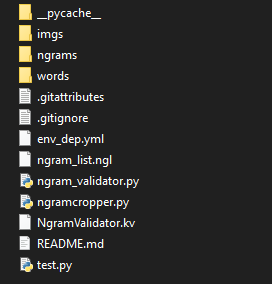 __pycache__
imgs
ngrams
words
.gitattributes
.gitignore
env_dep.yml
ngram_list.ngl
ngram_validator.py
ngramcropper.py
NgramValidator.kv
README.md
test.py